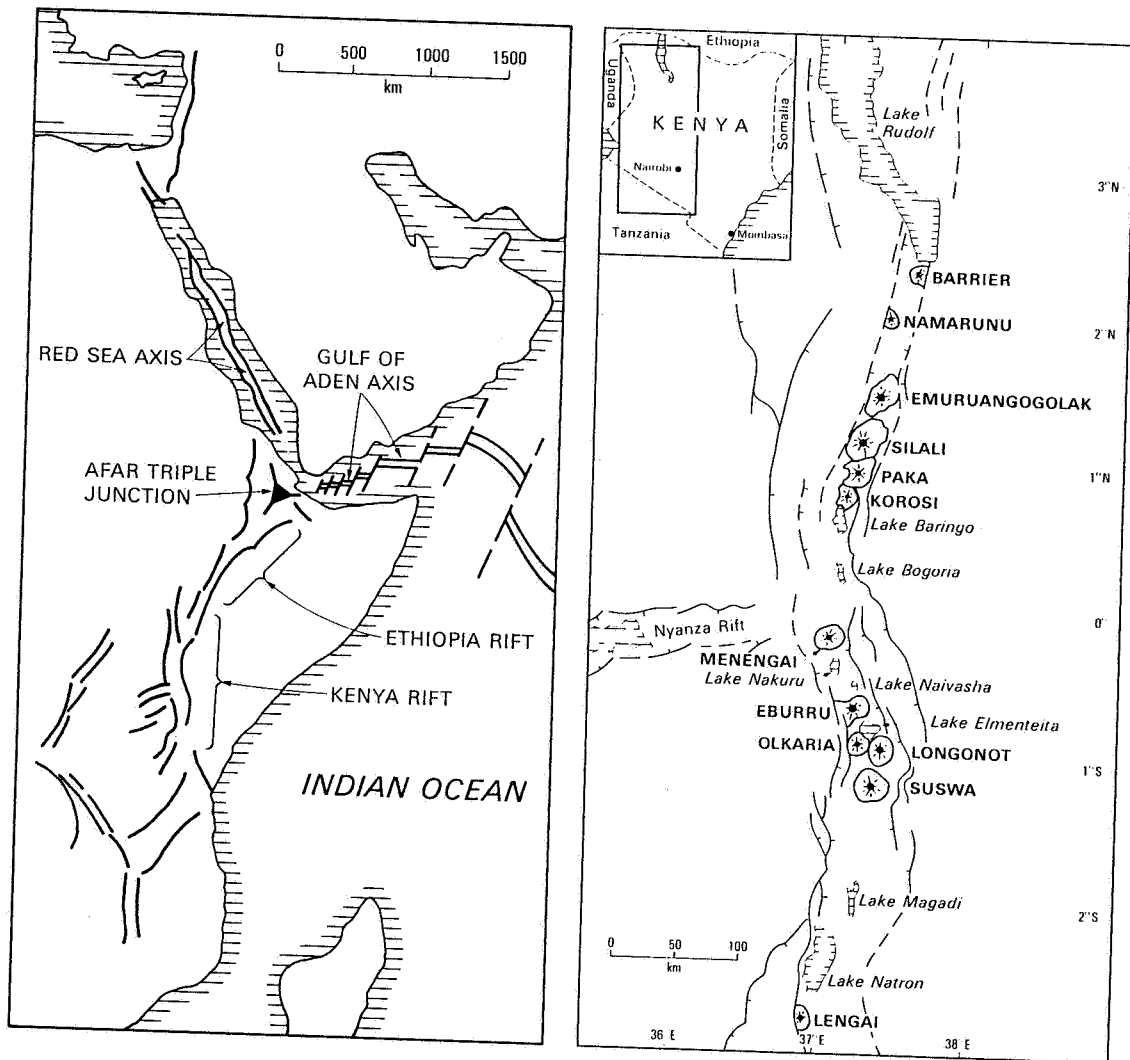 0 500 1000 1500
km
RED SEA AXIS
GULF OF
ADEN AXIS
AFAR TRIPLE
JUNCTION
ETHIOPIA RIFT
KENYA RIFT
INDIAN OCEAN
Ethiopia
Uganda
KENYA
Somalia
Nairobi
Tanzania
Mombasa
Lake
Rudolf
3°N
BARRIER
NAMARUNU
2°N
EMURUANGOGOLAK
SILALI
PAKA
1°N
KOROSI
Lake Baringo
Lake Bogoria
Nyanza Rift
0°
MENENGAI
Lake Nakuru
Lake Naivasha
EBURRU
Lake Elmenteita
OLKARIA
LONGONOT
1°S
SUSWA
Lake Magadi
2°S
0 50 100
km
Lake Natron
LENGAI
36 E
37°E
38 E